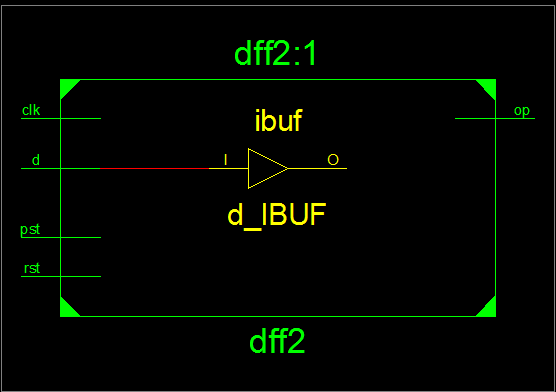 dff2:1
clk
op
ibuf
d
I
O
d_IBUF
pst
rst
dff2